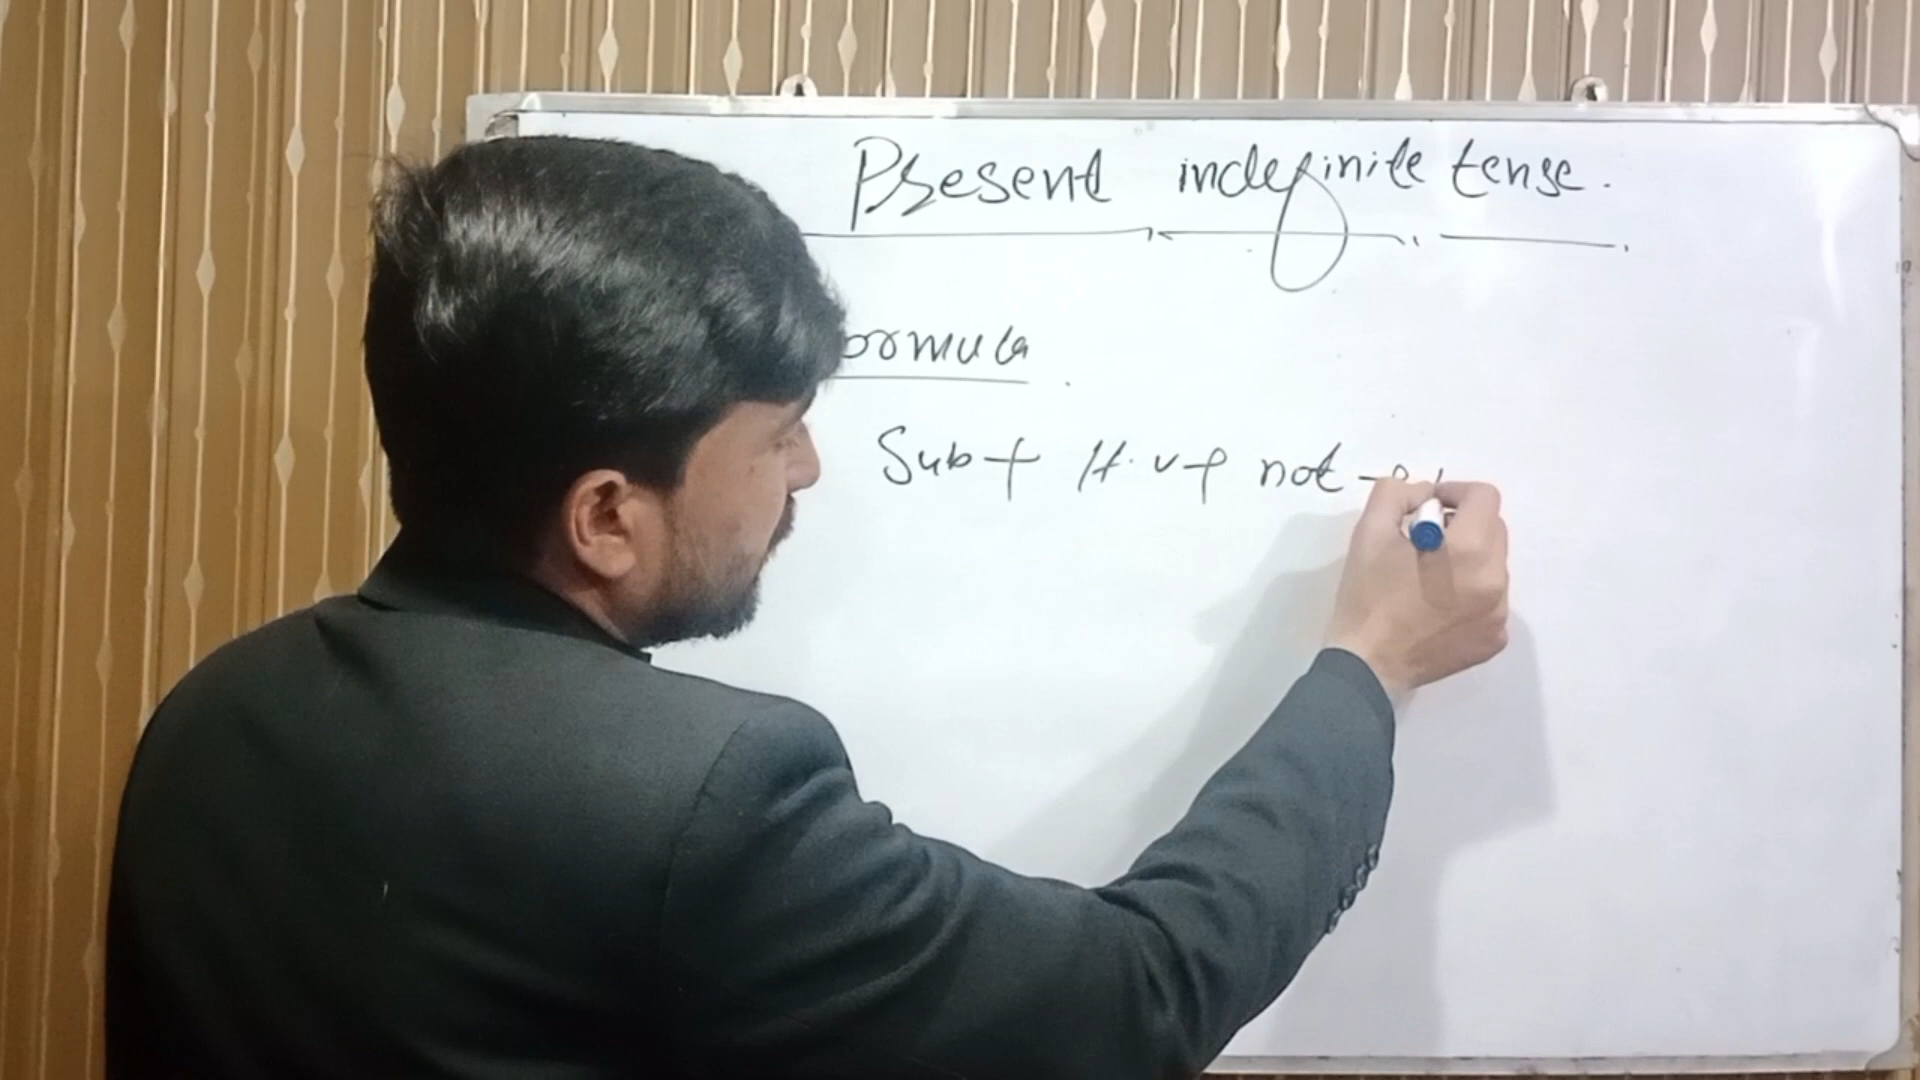 Present indefinite tense.
ormula
Sub + H.v + not +